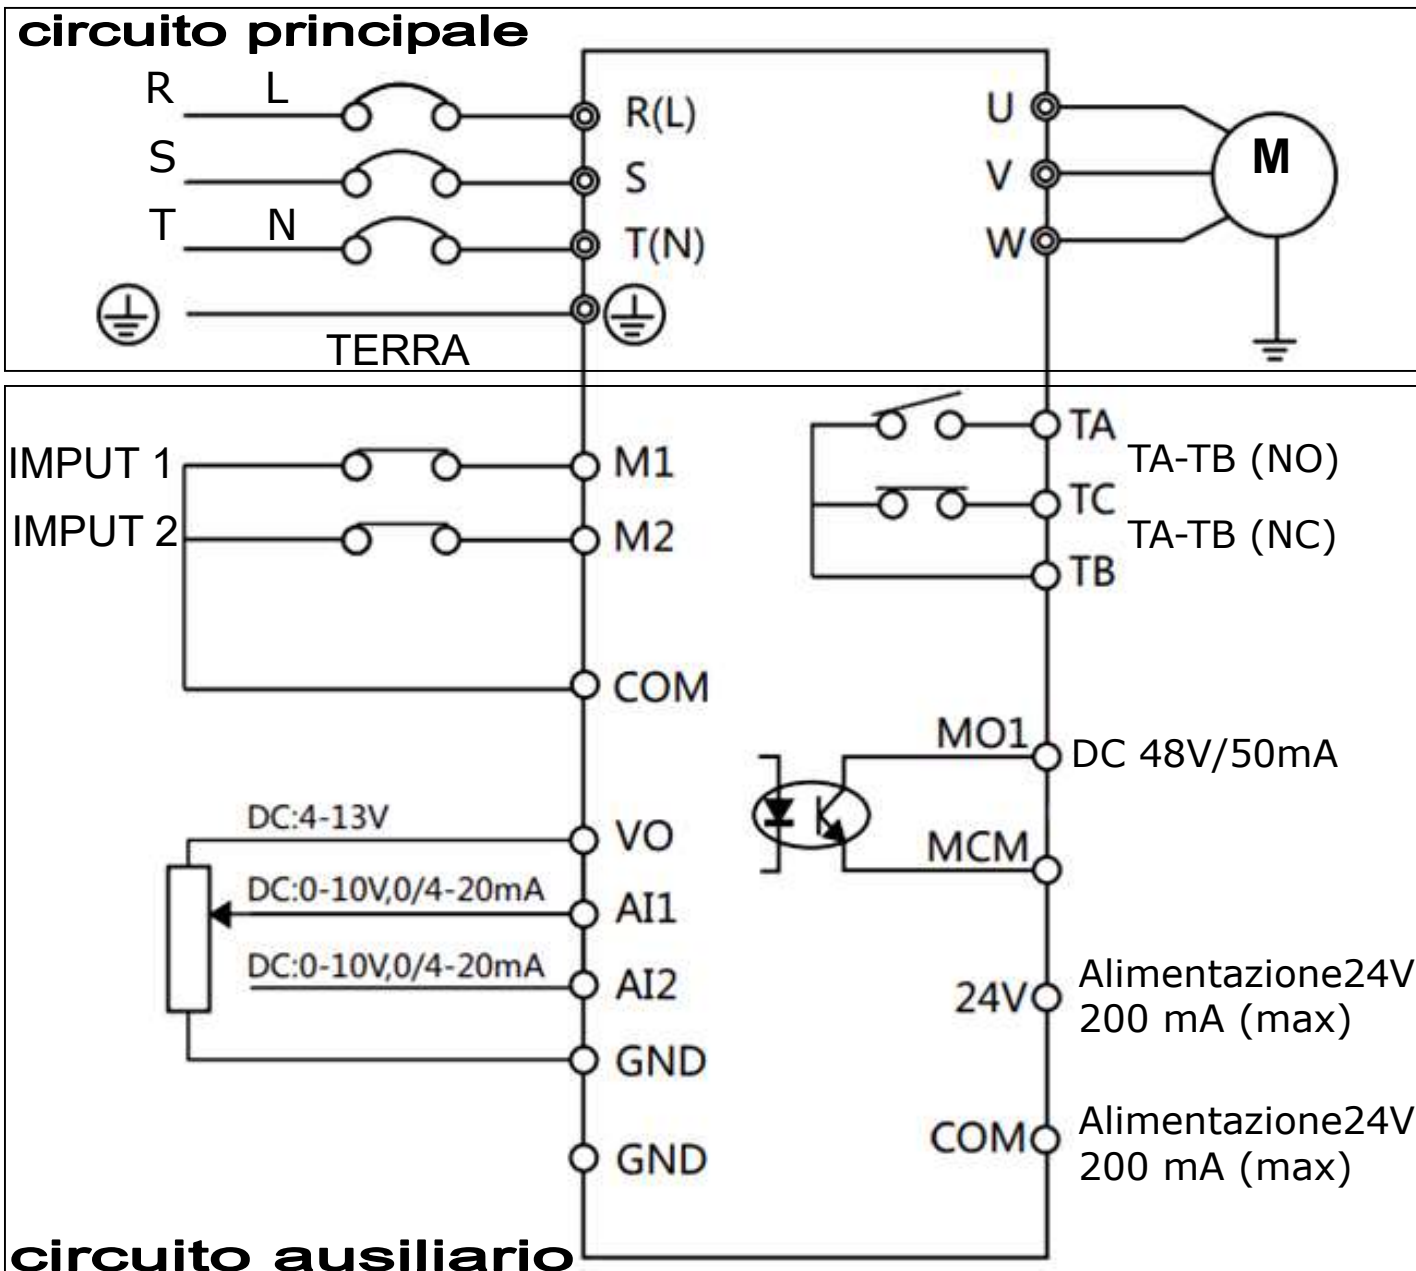 circuito principale
R L
S
T N
TERRA
R(L)
S
T(N)
U
V
W
M
IMPUT 1
IMPUT 2
M1
M2
COM
TA
TC
TB
TA-TB (NO)
TA-TB (NC)
MO1
DC 48V/50mA
MCM
DC:4-13V
VO
DC:0-10V,0/4-20mA
AI1
DC:0-10V,0/4-20mA
AI2
GND
GND
24V
Alimentazione24V
200 mA (max)
COM
Alimentazione24V
200 mA (max)
circuito ausiliario